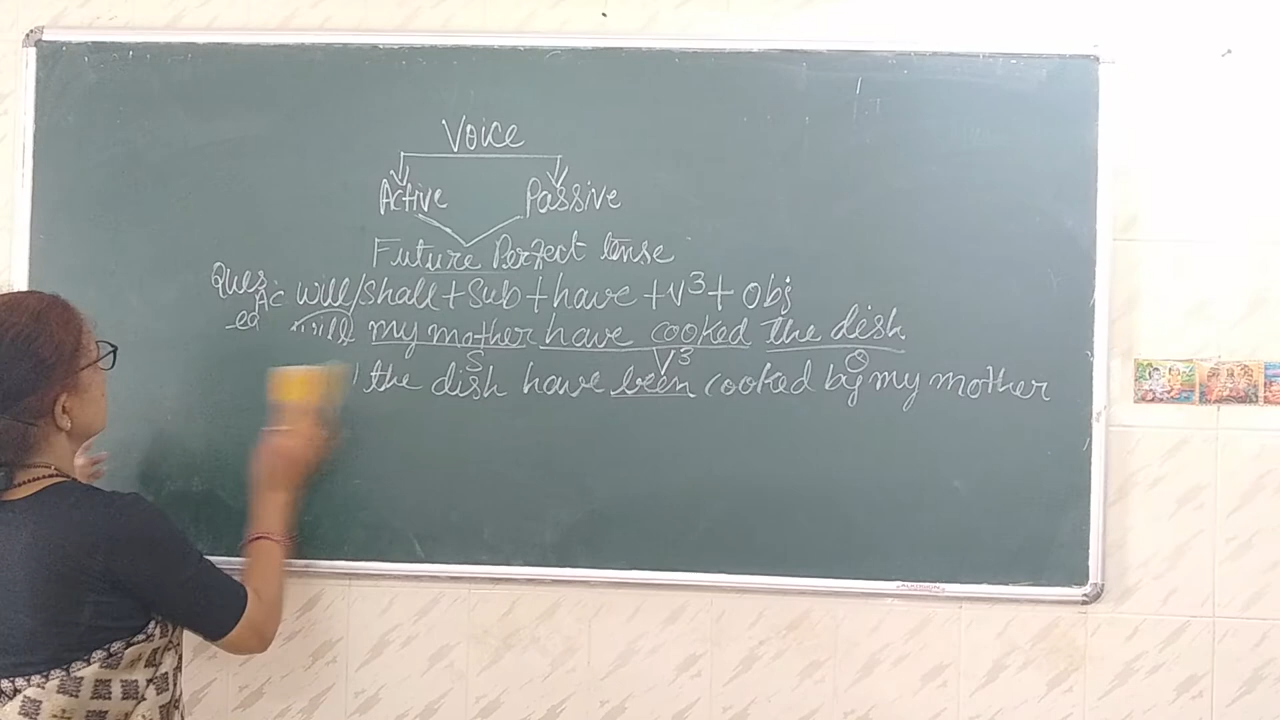 Voice
Active Passive
Future Perfect tense
Ques
AC will/shall+Sub+have+V3+Obj
eg will my mother have cooked the dish
S V3 O
the dish have been cooked by my mother